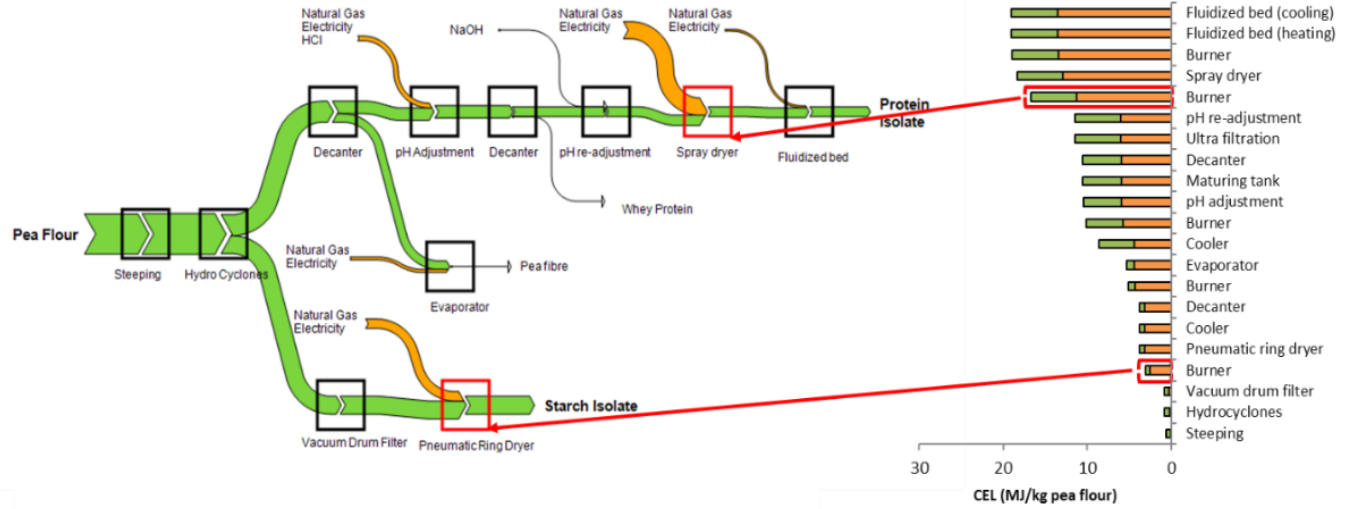 Natural Gas
Electricity
HCl
NaOH
Natural Gas
Electricity
Natural Gas
Electricity
Decanter
pH Adjustment
Decanter
pH re-adjustment
Spray dryer
Fluidized bed
Protein
Isolate
Whey Protein
Pea Flour
Steeping
Hydro Cyclones
Natural Gas
Electricity
Pea fibre
Evaporator
Natural Gas
Electricity
Starch Isolate
Vacuum Drum Filter
Pneumatic Ring Dryer
Fluidized bed (cooling)
Fluidized bed (heating)
Burner
Spray dryer
Burner
pH re-adjustment
Ultra filtration
Decanter
Maturing tank
pH adjustment
Burner
Cooler
Evaporator
Burner
Decanter
Cooler
Pneumatic ring dryer
Burner
Vacuum drum filter
Hydrocyclones
Steeping
30 20 10 0
CEL (MJ/kg pea flour)